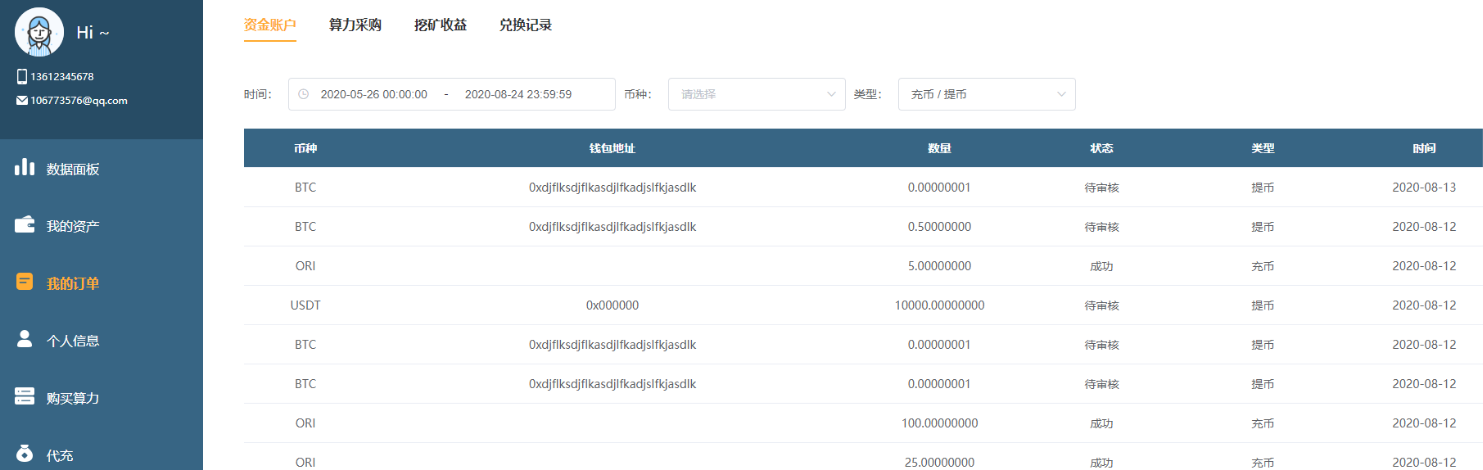 Hi ~
13612345678
106773576@qq.com
数据面板
我的资产
我的订单
个人信息
购买算力
代充
资金账户 算力采购 挖矿收益 兑换记录
时间： 2020-05-26 00:00:00 - 2020-08-24 23:59:59 币种： 请选择 类型： 充币 / 提币
币种 钱包地址 数量 状态 类型 时间
BTC 0xdjflksdjflkasdjlfkadjslfkjasdlk 0.00000001 待审核 提币 2020-08-13
BTC 0xdjflksdjflkasdjlfkadjslfkjasdlk 0.50000000 待审核 提币 2020-08-12
ORI 5.00000000 成功 充币 2020-08-12
USDT 0x000000 10000.00000000 待审核 提币 2020-08-12
BTC 0xdjflksdjflkasdjlfkadjslfkjasdlk 0.00000001 待审核 提币 2020-08-12
BTC 0xdjflksdjflkasdjlfkadjslfkjasdlk 0.00000001 待审核 提币 2020-08-12
ORI 100.00000000 成功 充币 2020-08-12
ORI 25.00000000 成功 充币 2020-08-12